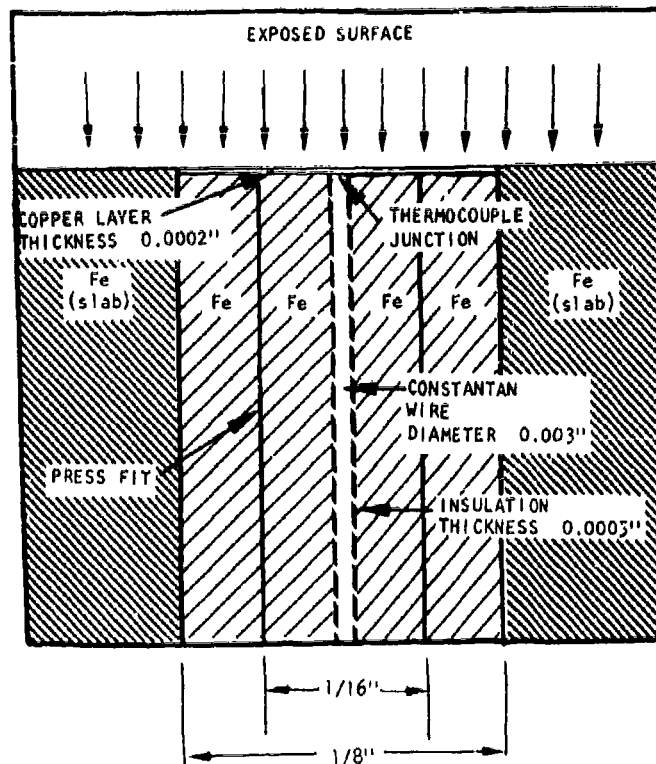 EXPOSED SURFACE
COPPER LAYER
THICKNESS 0.0002"
THERMOCOUPLE
JUNCTION
Fe
(slab)
Fe
Fe
Fe
Fe
Fe
(slab)
CONSTANTAN
WIRE
DIAMETER 0.003"
PRESS FIT
INSULATION
THICKNESS 0.0003"
1/16"
1/8"